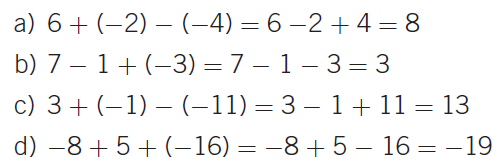 a) 6 + (−2) − (−4) = 6 −2 + 4 = 8
b) 7 − 1 + (−3) = 7 − 1 − 3 = 3
c) 3 + (−1) − (−11) = 3 − 1 + 11 = 13
d) −8 + 5 + (−16) = −8 + 5 − 16 = −19